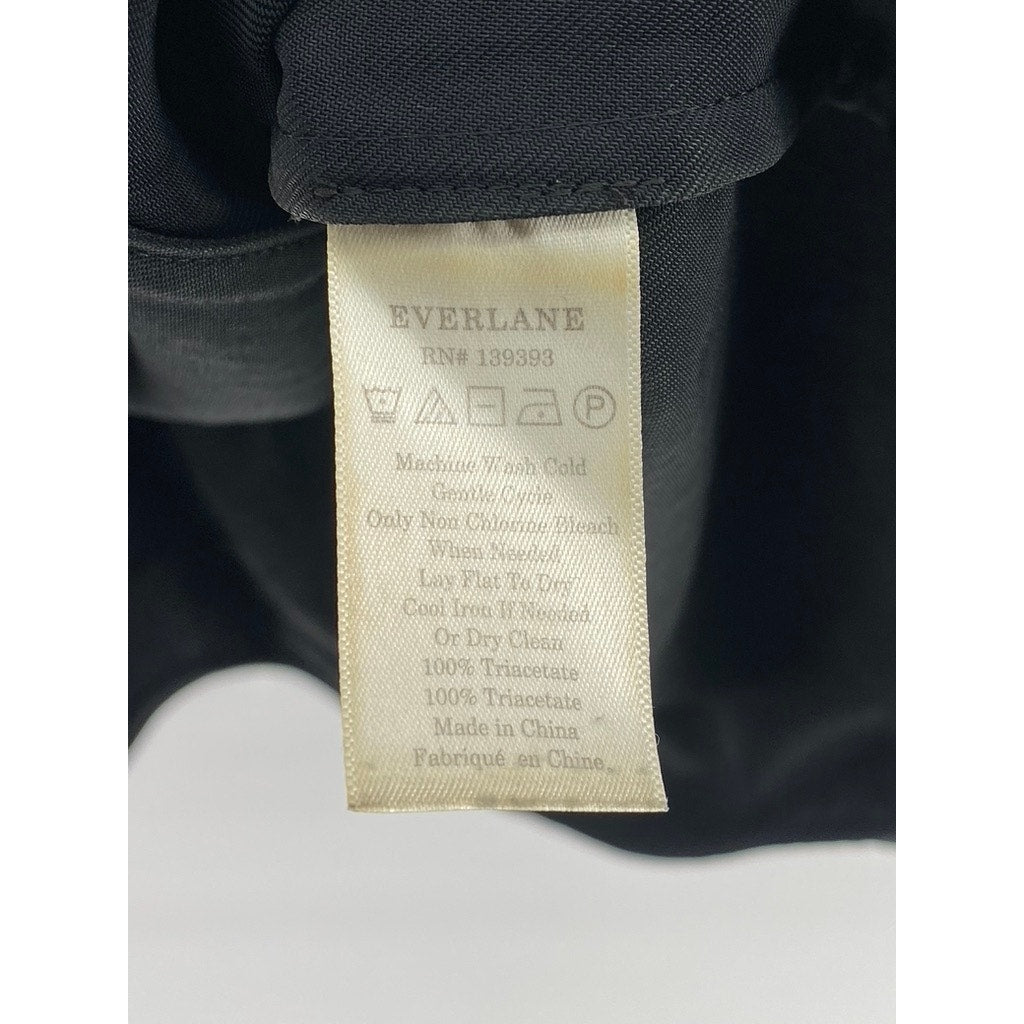 EVERLANE
RN# 139393
P
Machine Wash Cold
Gentle Cycle
Only Non Chlorine Bleach
When Needed
Lay Flat To Dry
Cool Iron If Needed
Or Dry Clean
100% Triacetate
100% Triacetate
Made in China
Fabriqué en Chine